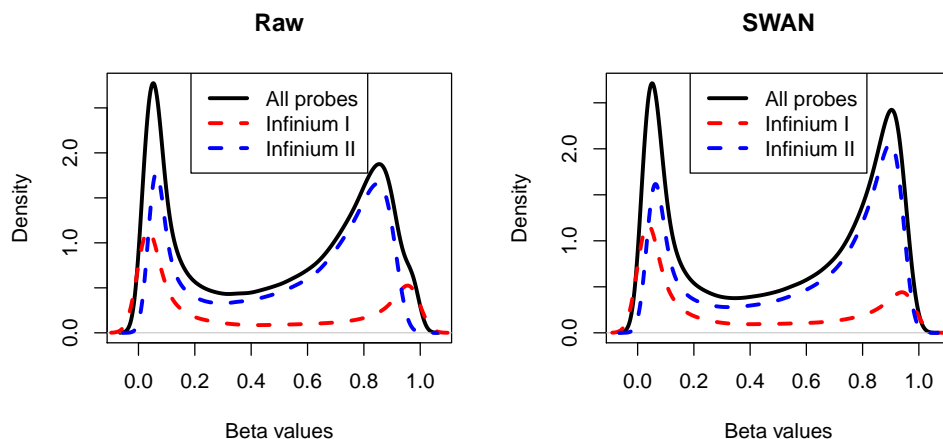 Raw
All probes
Infinium I
Infinium II
Density
0.0
1.0
2.0
0.0 0.2 0.4 0.6 0.8 1.0
Beta values
SWAN
All probes
Infinium I
Infinium II
Density
0.0
1.0
2.0
0.0 0.2 0.4 0.6 0.8 1.0
Beta values